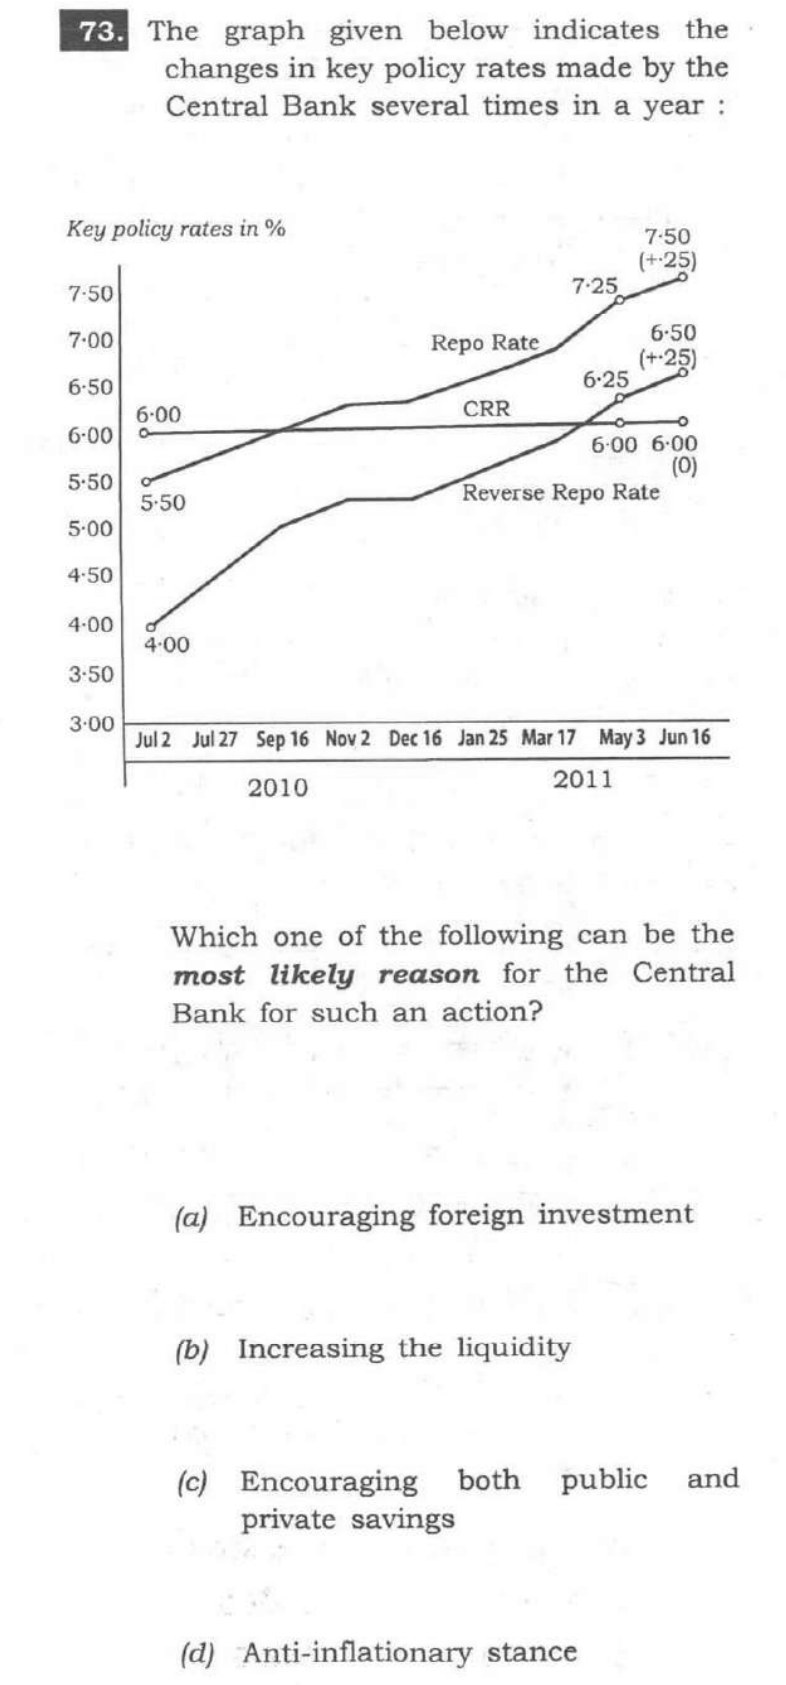 73. The graph given below indicates the
changes in key policy rates made by the
Central Bank several times in a year :
Key policy rates in %
7·50
(+·25)
7·50
7·25
7·00
Repo Rate
6·50
(+·25)
6·50
6·25
CRR
6·00
6·00
6·00 6·00
(0)
5·50
5·50
Reverse Repo Rate
5·00
4·50
4·00
4·00
3·50
3·00
Jul 2 Jul 27 Sep 16 Nov 2 Dec 16 Jan 25 Mar 17 May 3 Jun 16
2010 2011
Which one of the following can be the
most likely reason for the Central
Bank for such an action?
(a) Encouraging foreign investment
(b) Increasing the liquidity
(c) Encouraging both public and
private savings
(d) Anti-inflationary stance